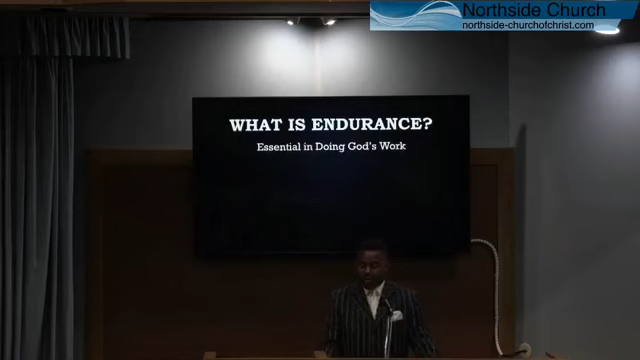 Northside Church
northside-churchofchrist.com
WHAT IS ENDURANCE?
Essential in Doing God's Work